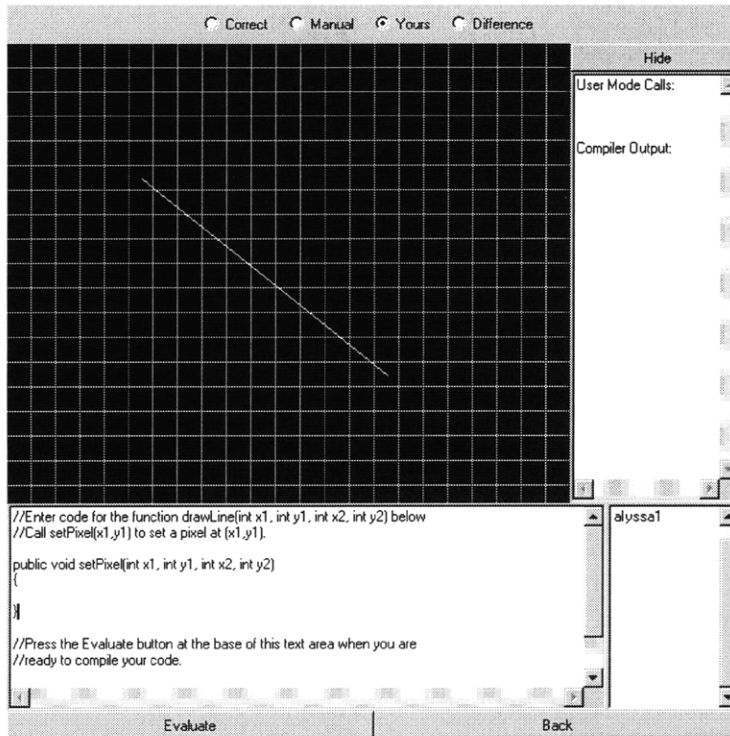 Correct Manual Yours Difference
Hide
User Mode Calls:
Compiler Output:
//Enter code for the function drawLine(int x1, int y1, int x2, int y2) below
//Call setPixel(x1,y1) to set a pixel at (x1,y1).
public void setPixel(int x1, int y1, int x2, int y2)
{
}
//Press the Evaluate button at the base of this text area when you are
//ready to compile your code.
alyssa1
Evaluate Back